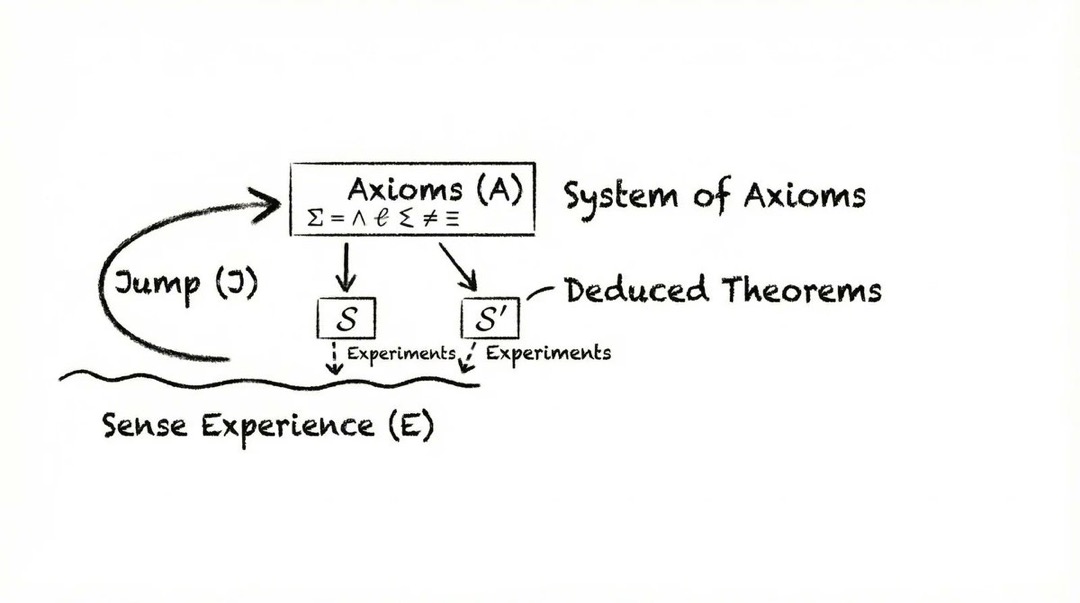 Axioms (A)
Σ = Λ ℓ Σ ≠ Ξ
System of Axioms
Jump (J)
S
S′
Deduced Theorems
Experiments
Experiments
Sense Experience (E)